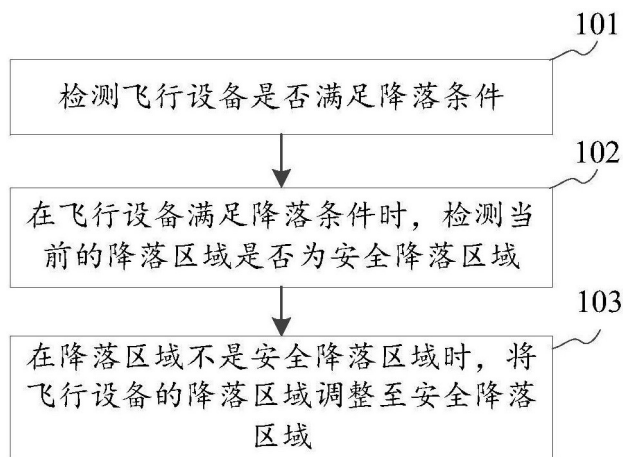 101
检测飞行设备是否满足降落条件
102
在飞行设备满足降落条件时，检测当
前的降落区域是否为安全降落区域
103
在降落区域不是安全降落区域时，将
飞行设备的降落区域调整至安全降落
区域